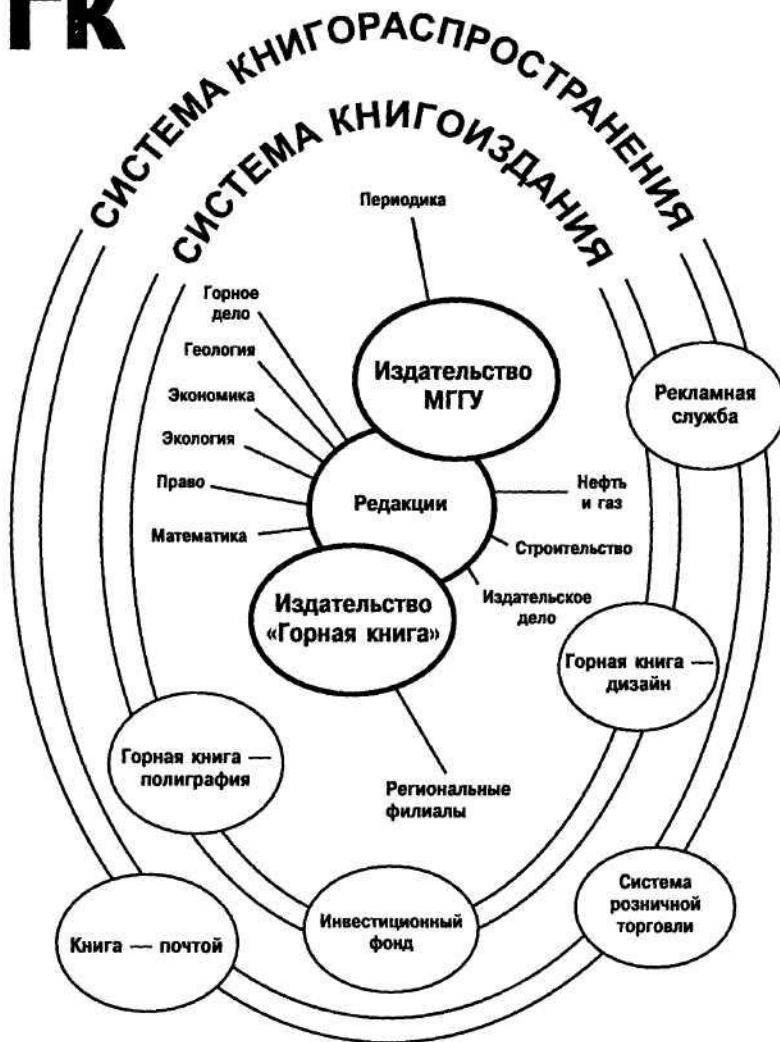 ГК
СИСТЕМА КНИГОРАСПРОСТРАНЕНИЯ
СИСТЕМА КНИГОИЗДАНИЯ
Периодика
Горное
дело
Геология
Экономика
Экология
Право
Математика
Издательство
МГГУ
Рекламная
служба
Редакции
Нефть
и газ
Строительство
Издательское
дело
Издательство
«Горная книга»
Горная книга —
дизайн
Горная книга —
полиграфия
Региональные
филиалы
Книга — почтой
Инвестиционный
фонд
Система
розничной
торговли